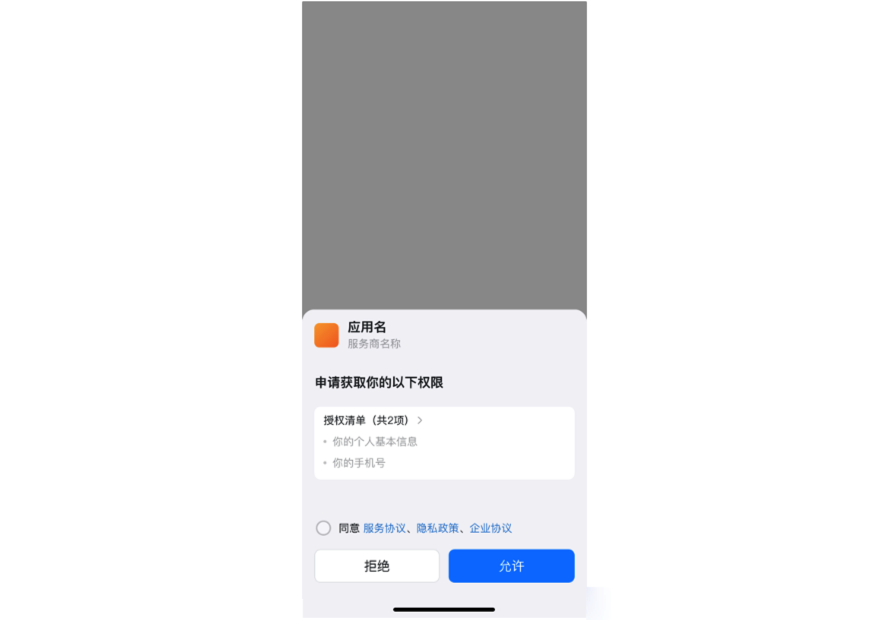 应用名
服务商名称
申请获取你的以下权限
授权清单（共2项）
• 你的个人基本信息
• 你的手机号
同意 服务协议、隐私政策、企业协议
拒绝
允许